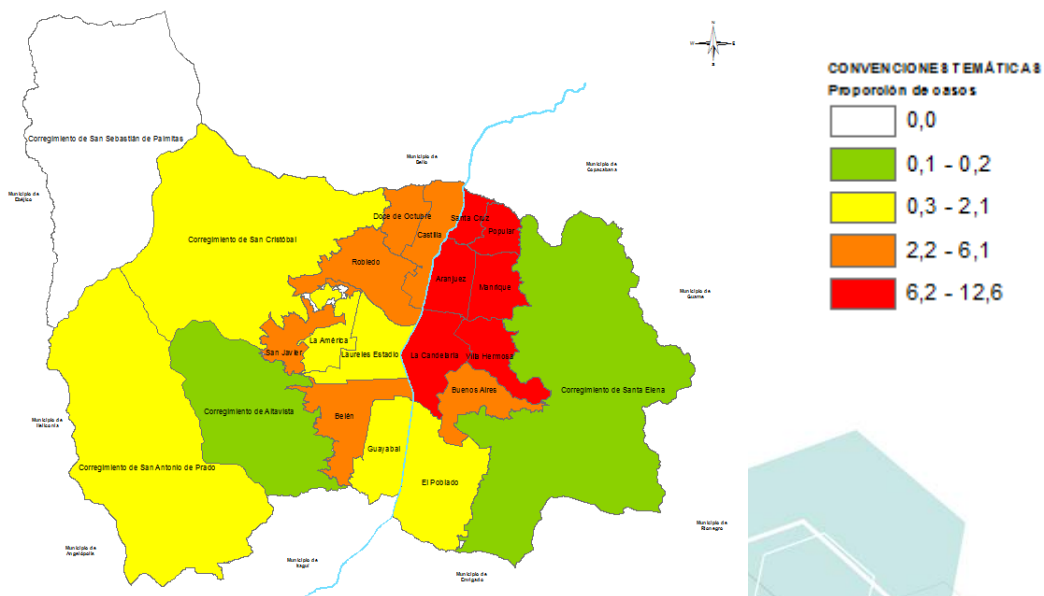 N
W
E
S
CONVENCIONES TEMÁTICAS
Proporción de casos
0,0
0,1 - 0,2
0,3 - 2,1
2,2 - 6,1
6,2 - 12,6
Corregimiento de San Sebastián de Palmitas
Municipio de
Bello
Municipio de
Copacabana
Municipio de
Ebéjico
Doce de Octubre
Santa Cruz
Castilla
Popular
Corregimiento de San Cristóbal
Robledo
Aranjuez
Manrique
Municipio de
Guarne
La América
San Javier
Laureles Estadio
La Candelaria
Villa Hermosa
Buenos Aires
Corregimiento de Santa Elena
Corregimiento de Altavista
Belén
Municipio de
Heliconia
Guayabal
Corregimiento de San Antonio de Prado
El Poblado
Municipio de
Rionegro
Municipio de
Angelópolis
Municipio de
Itagüí
Municipio de
Envigado